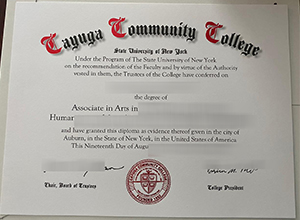 Cayuga Community College
State University of New York
Under the Program of The State University of New York
on the recommendation of the Faculty and by virtue of the Authority
vested in them, the Trustees of the College have conferred on
the degree of
Associate in Arts in
Human
and have granted this diploma as evidence thereof given in the city of
Auburn, in the State of New York, in the United States of America
This Nineteenth Day of Augu
Chair, Board of Trustees
College President